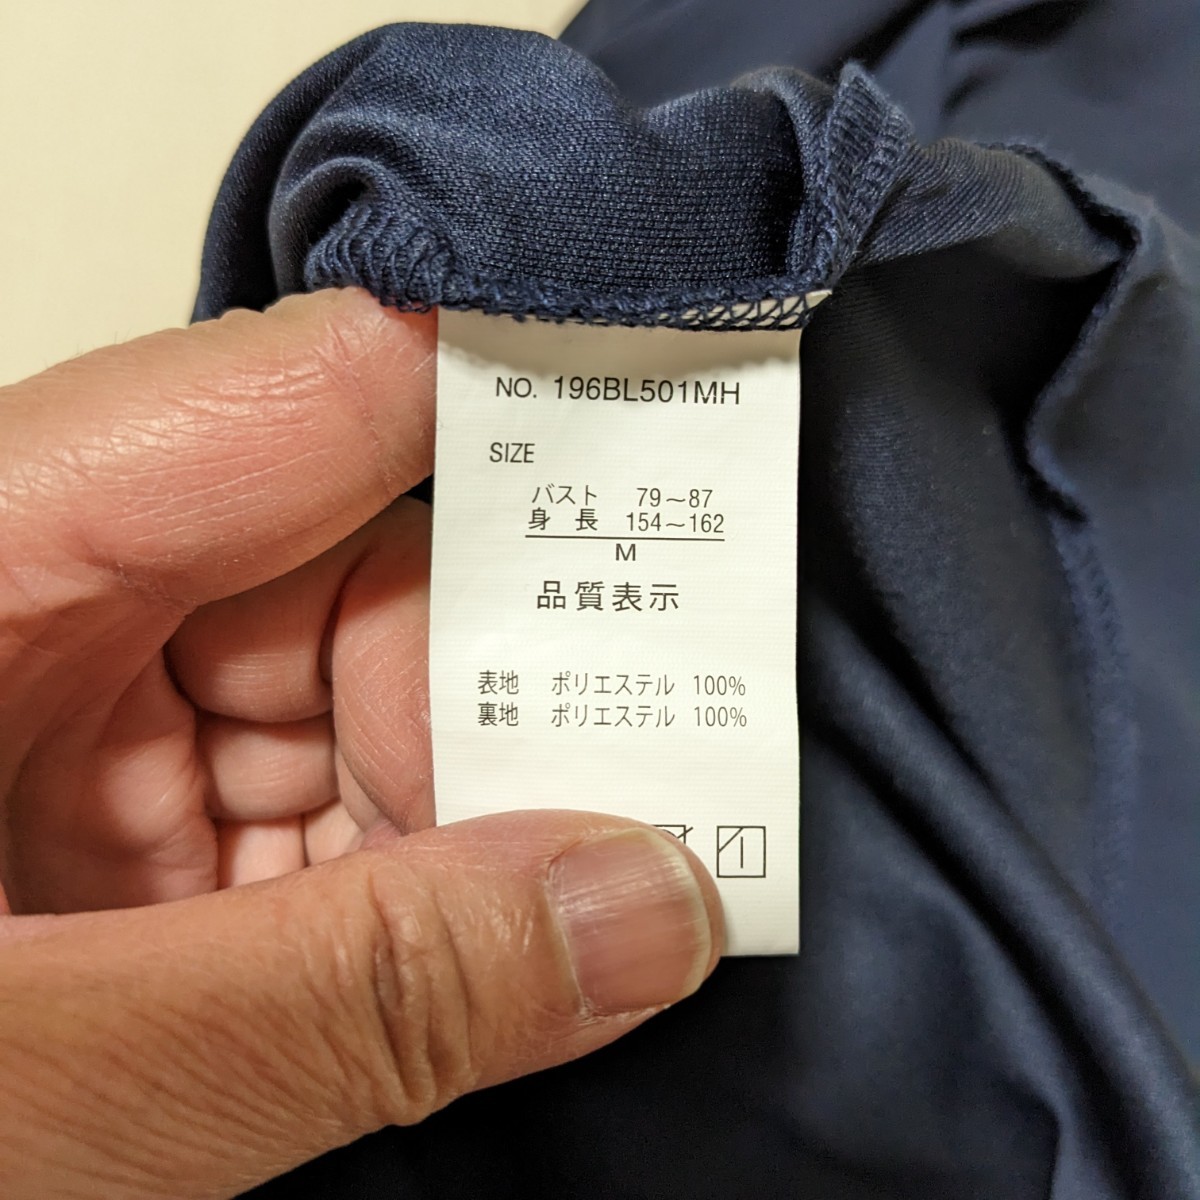 NO. 196BL501MH
SIZE
バスト 79～87
身 長 154～162
M
品質表示
表地 ポリエステル 100%
裏地 ポリエステル 100%